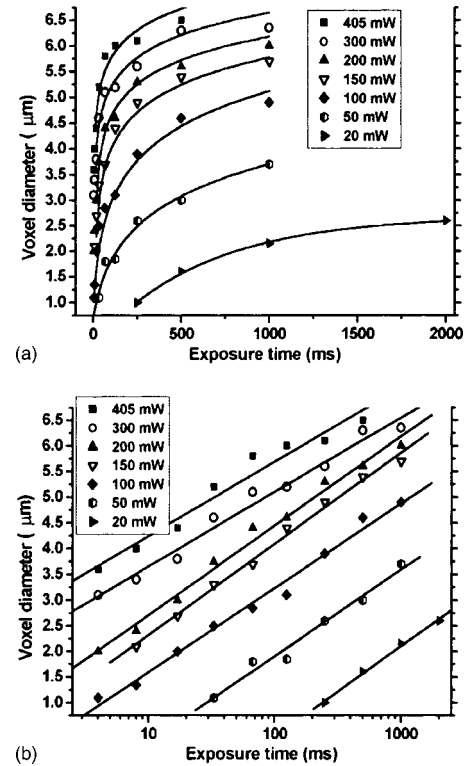 6.5
6.0
5.5
5.0
4.5
4.0
3.5
3.0
2.5
2.0
1.5
1.0
Voxel diameter ( μm)
405 mW
300 mW
200 mW
150 mW
100 mW
50 mW
20 mW
0 500 1000 1500 2000
Exposure time (ms)
(a)
6.5
6.0
5.5
5.0
4.5
4.0
3.5
3.0
2.5
2.0
1.5
1.0
Voxel diameter ( μm)
405 mW
300 mW
200 mW
150 mW
100 mW
50 mW
20 mW
10 100 1000
Exposure time (ms)
(b)